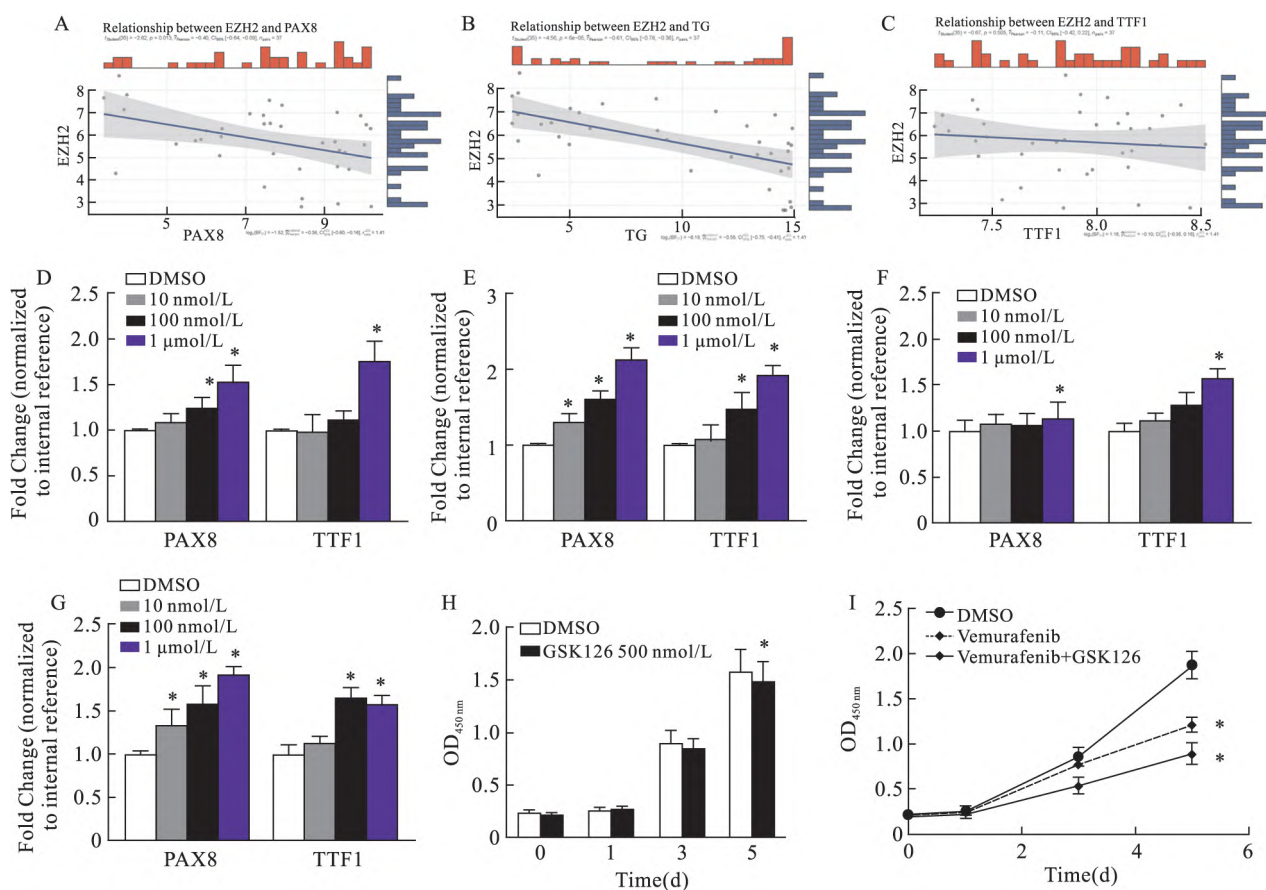 A
Relationship between EZH2 and PAX8
8
7
6
5
4
3
EZH2
5
7
9
PAX8
B
Relationship between EZH2 and TG
8
7
6
5
4
3
EZH2
5
10
15
TG
C
Relationship between EZH2 and TTF1
8
7
6
5
4
3
EZH2
7.5
8.0
8.5
TTF1
D
DMSO
10 nmol/L
100 nmol/L
1 μmol/L
Fold Change (normalized
to internal reference)
2.5
2.0
1.5
1.0
0.5
0
* * *
PAX8 TTF1
E
DMSO
10 nmol/L
100 nmol/L
1 μmol/L
Fold Change (normalized
to internal reference)
3
2
1
0
* * * * *
PAX8 TTF1
F
DMSO
10 nmol/L
100 nmol/L
1 μmol/L
Fold Change (normalized
to internal reference)
2.5
2.0
1.5
1.0
0.5
0
* *
PAX8 TTF1
G
DMSO
10 nmol/L
100 nmol/L
1 μmol/L
Fold Change (normalized
to internal reference)
2.5
2.0
1.5
1.0
0.5
0
* * * * *
PAX8 TTF1
H
DMSO
GSK126 500 nmol/L
OD450 nm
2.0
1.5
1.0
0.5
0
*
0 1 3 5
Time(d)
I
DMSO
Vemurafenib
Vemurafenib+GSK126
OD450 nm
2.5
2.0
1.5
1.0
0.5
0
*
*
0 2 4 6
Time(d)